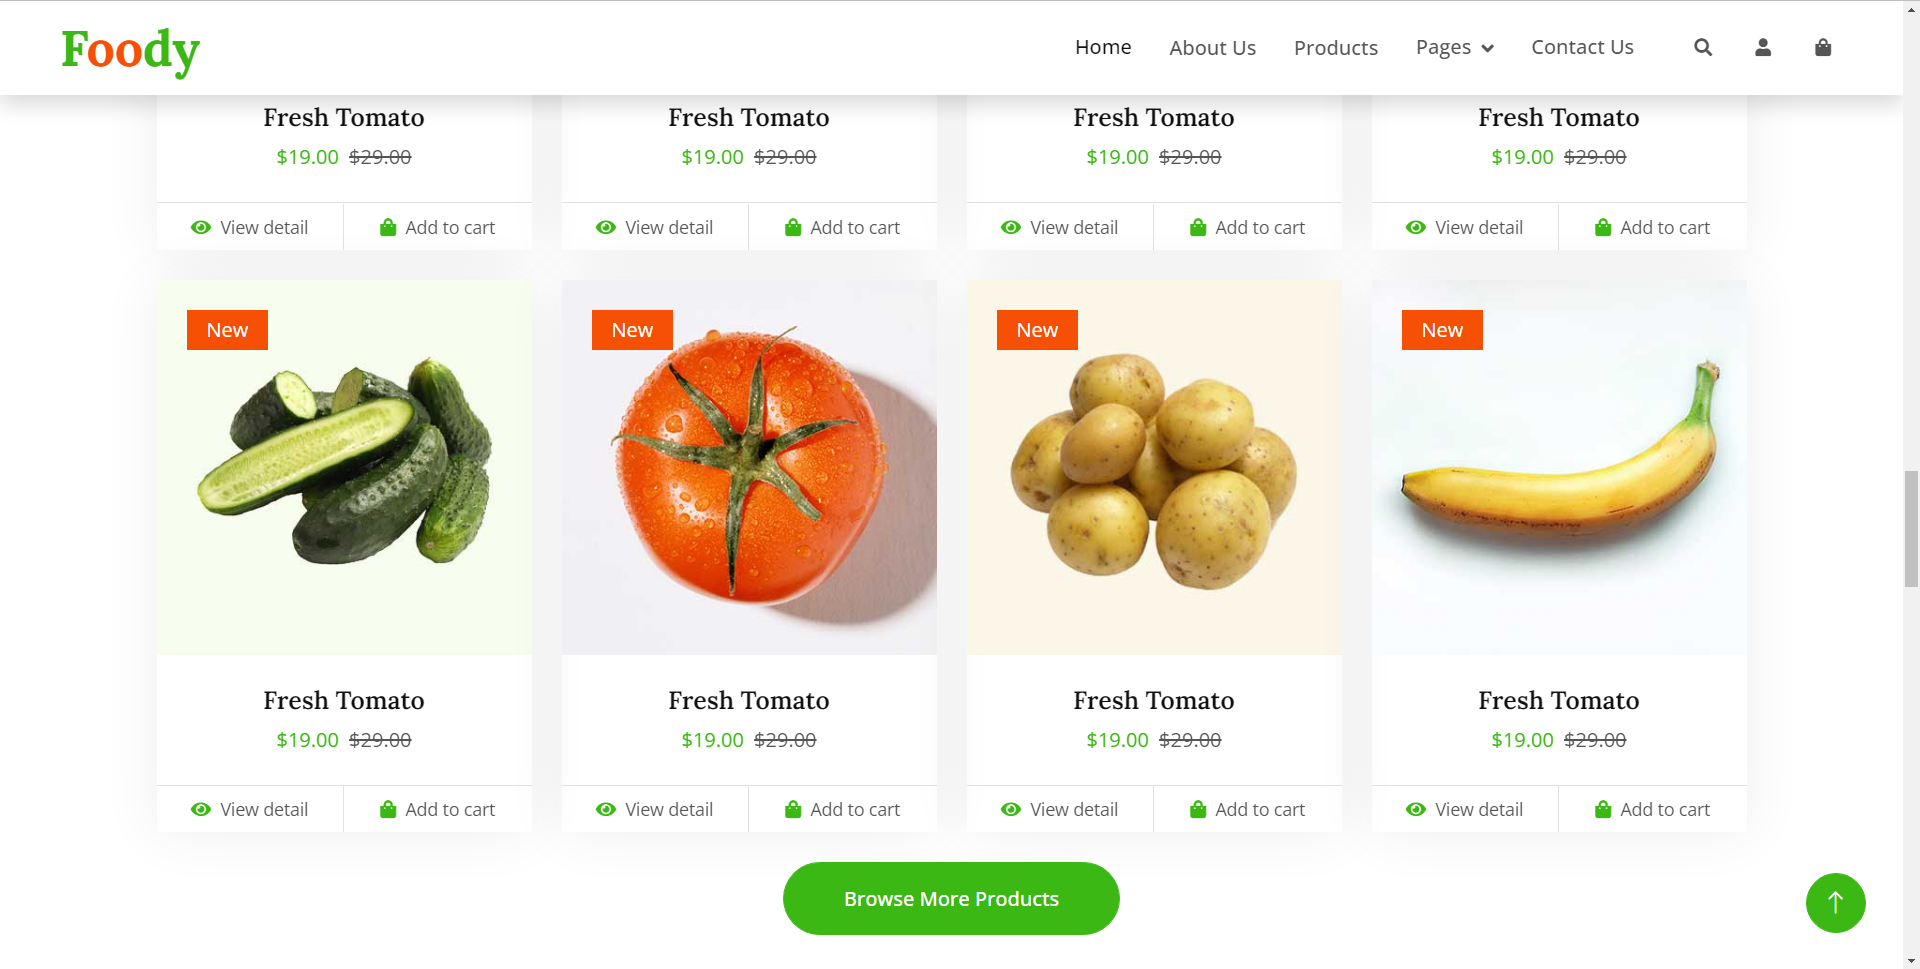 Foody
Home About Us Products Pages Contact Us
Fresh Tomato Fresh Tomato Fresh Tomato Fresh Tomato
$19.00 $29.00 $19.00 $29.00 $19.00 $29.00 $19.00 $29.00
View detail Add to cart View detail Add to cart View detail Add to cart View detail Add to cart
New New New New
Fresh Tomato Fresh Tomato Fresh Tomato Fresh Tomato
$19.00 $29.00 $19.00 $29.00 $19.00 $29.00 $19.00 $29.00
View detail Add to cart View detail Add to cart View detail Add to cart View detail Add to cart
Browse More Products